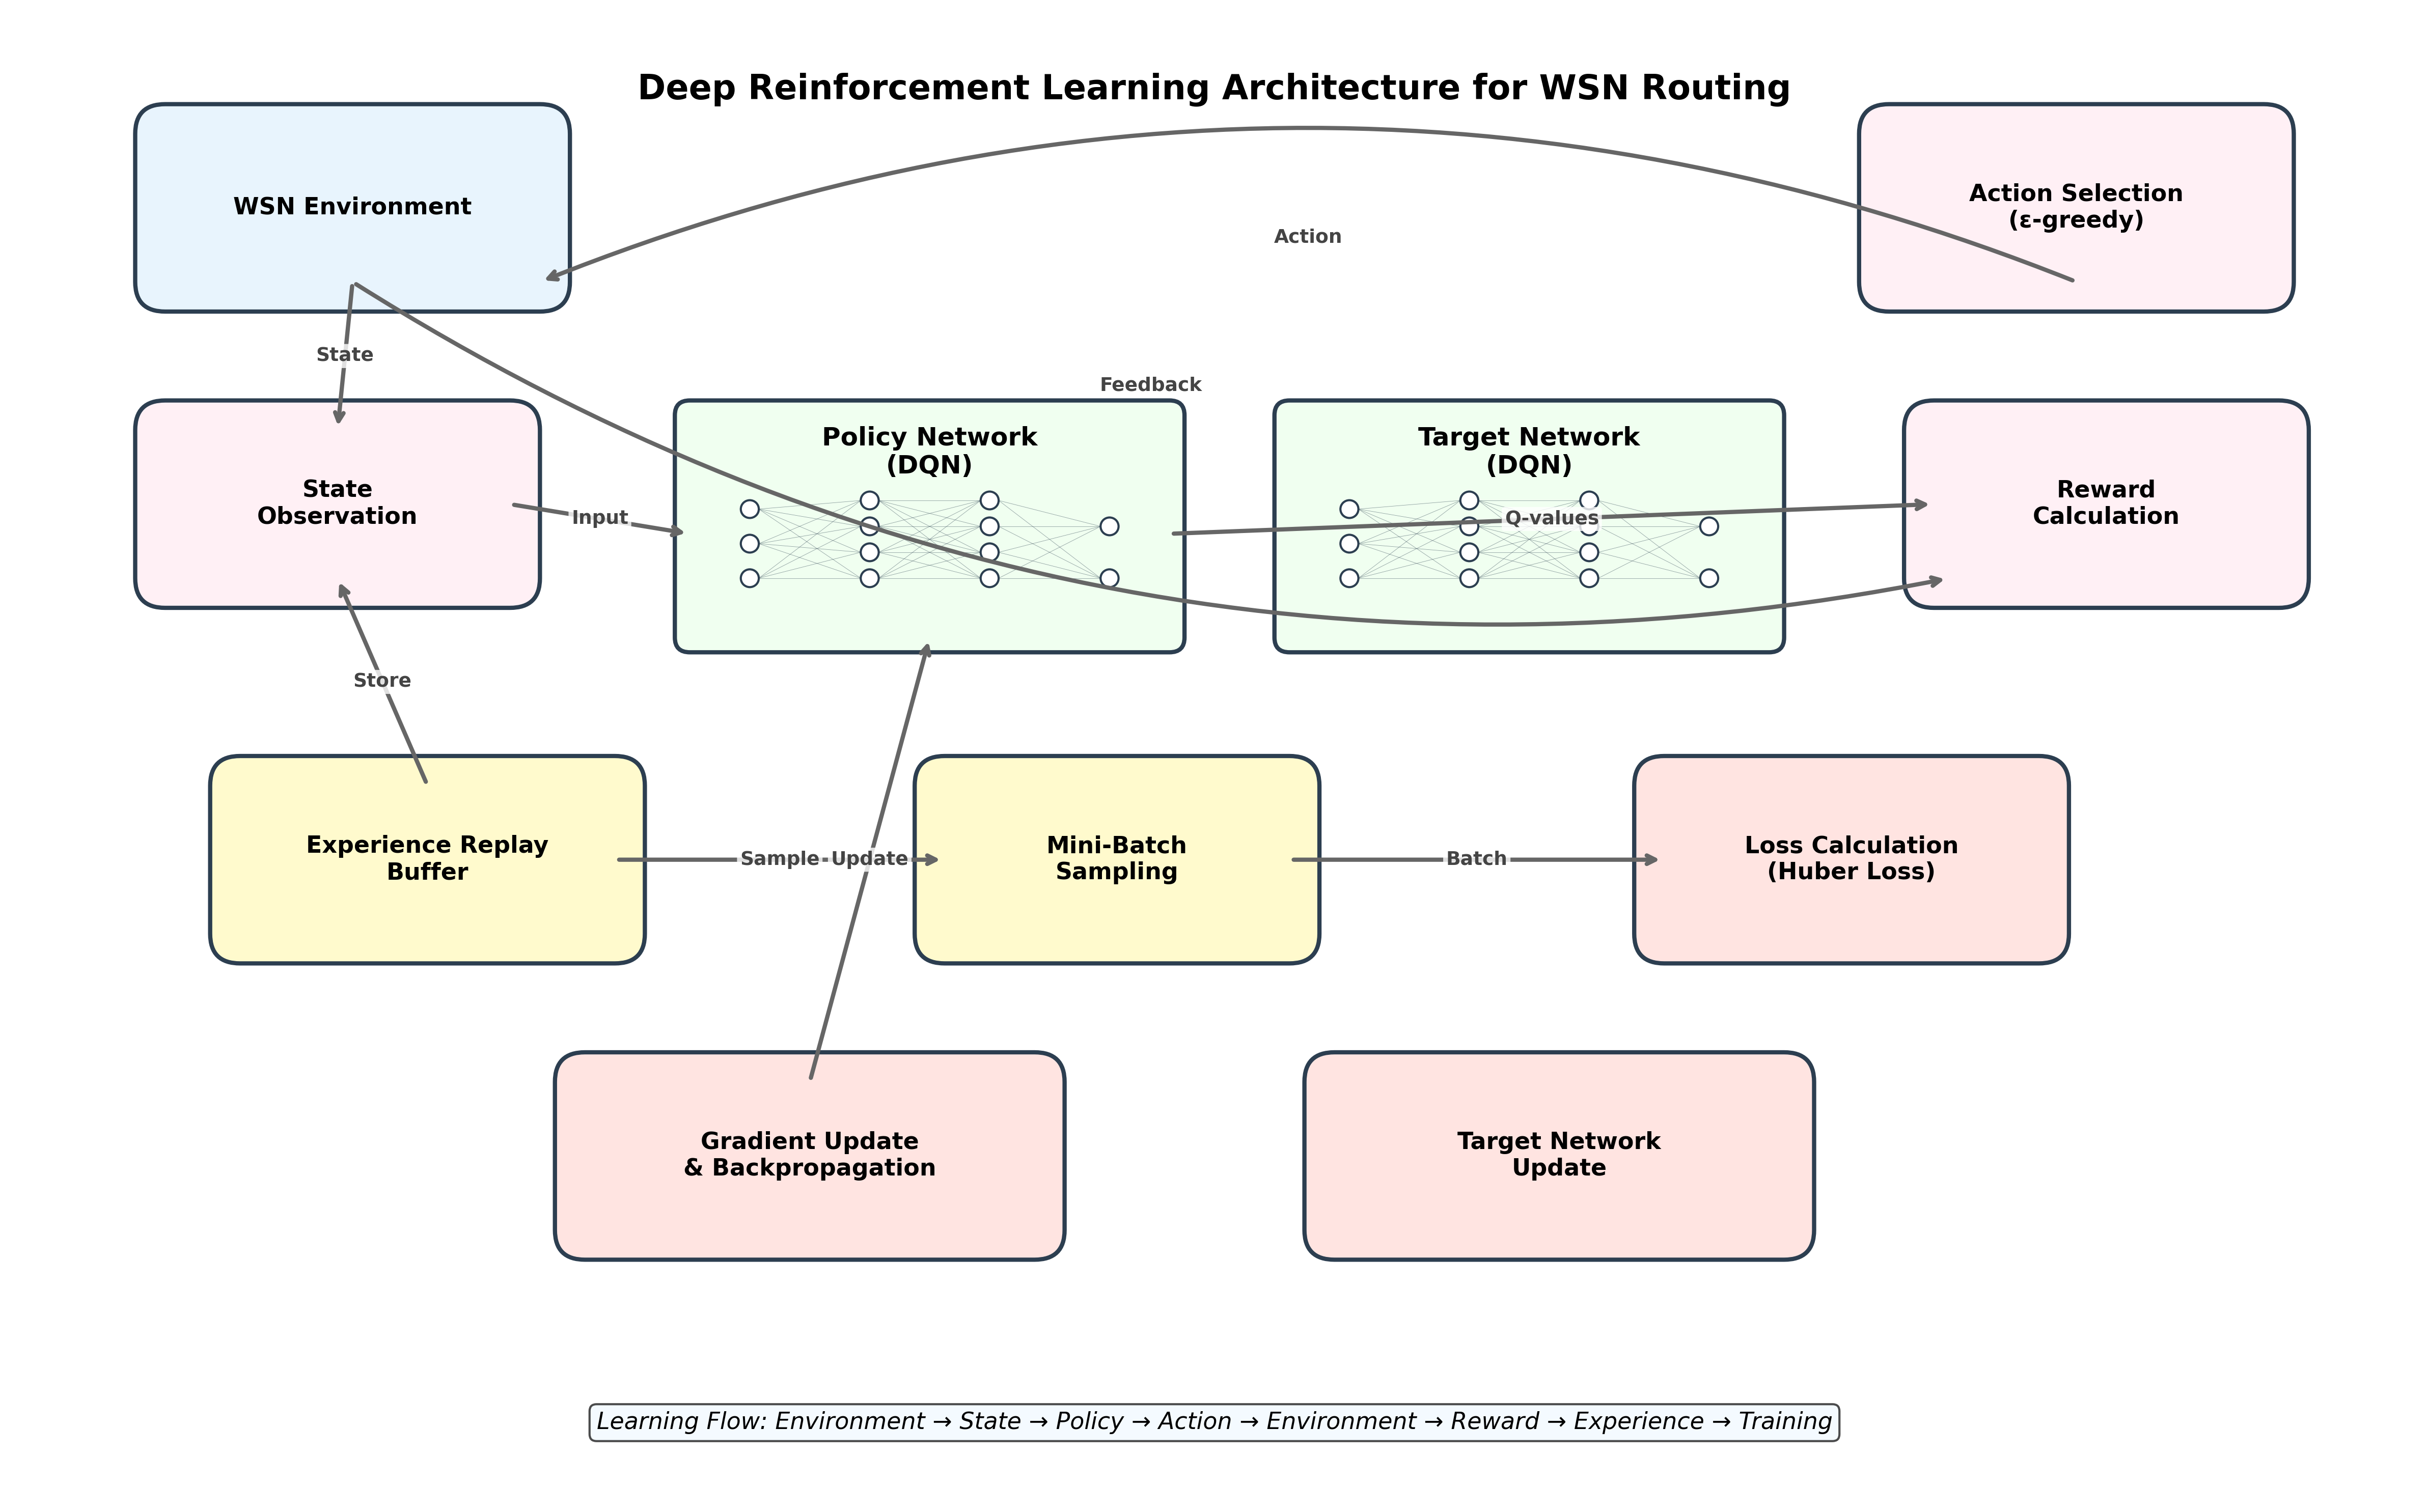 Deep Reinforcement Learning Architecture for WSN Routing
WSN Environment
Action Selection
(ε-greedy)
Action
State
Feedback
State
Observation
Input
Policy Network
(DQN)
Target Network
(DQN)
Q-values
Reward
Calculation
Store
Experience Replay
Buffer
Sample
Update
Mini-Batch
Sampling
Batch
Loss Calculation
(Huber Loss)
Gradient Update
& Backpropagation
Target Network
Update
Learning Flow: Environment → State → Policy → Action → Environment → Reward → Experience → Training